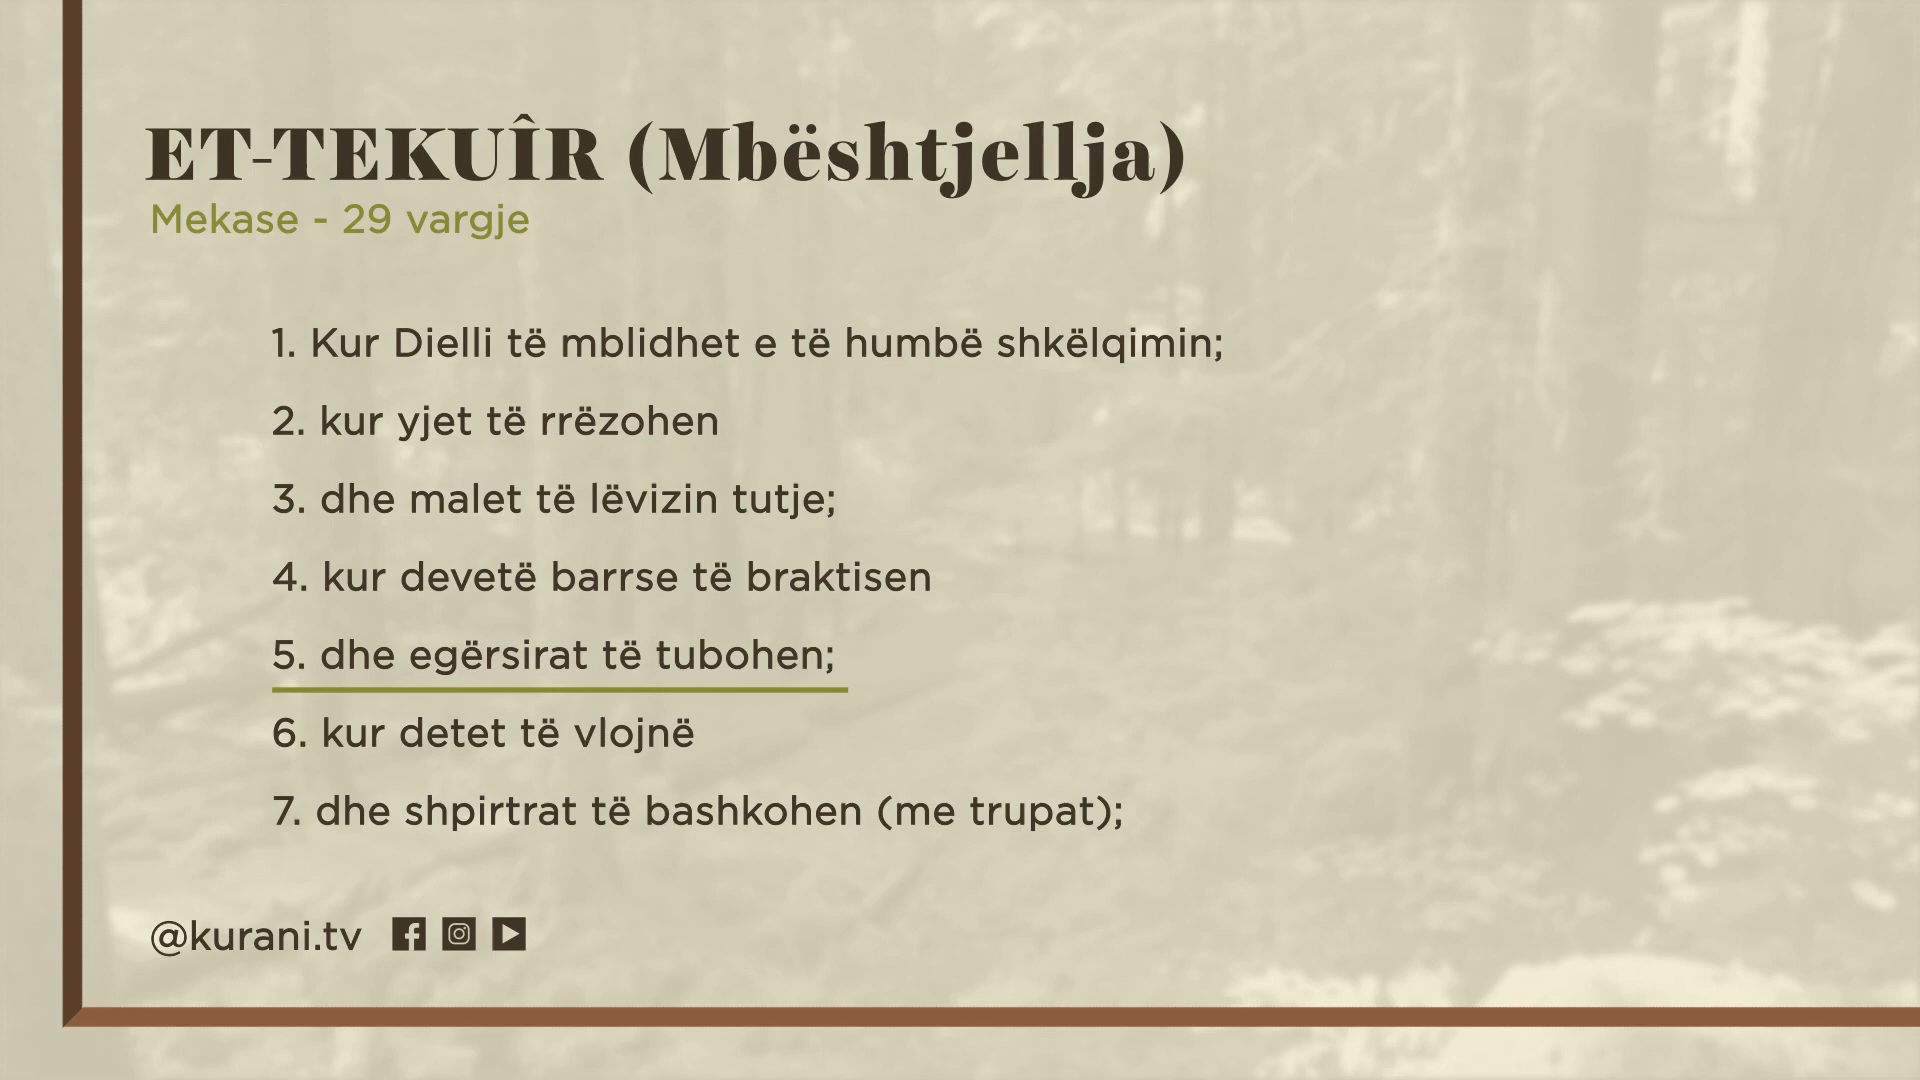 ET-TEKUÎR (Mbështjellja)
Mekase - 29 vargje
1. Kur Dielli të mblidhet e të humbë shkëlqimin;
2. kur yjet të rrëzohen
3. dhe malet të lëvizin tutje;
4. kur devetë barrse të braktisen
5. dhe egërsirat të tubohen;
6. kur detet të vlojnë
7. dhe shpirtrat të bashkohen (me trupat);
@kurani.tv